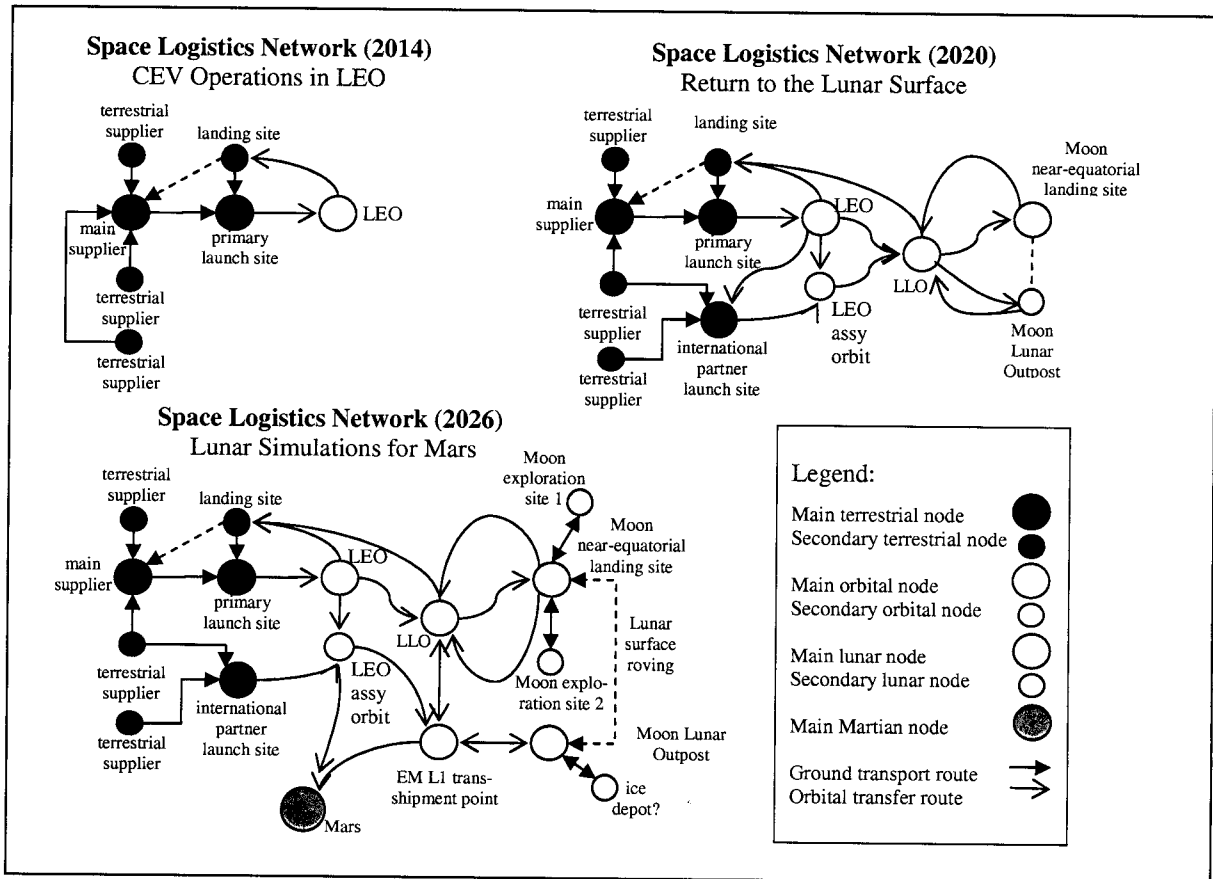 Space Logistics Network (2014)
CEV Operations in LEO
terrestrial
supplier
landing site
LEO
main
supplier
primary
launch site
terrestrial
supplier
terrestrial
supplier
Space Logistics Network (2020)
Return to the Lunar Surface
terrestrial
supplier
landing site
Moon
near-equatorial
landing site
LEO
main
supplier
primary
launch site
LLO
terrestrial
supplier
LEO
assy
orbit
international
partner
launch site
Moon
Lunar
Outpost
terrestrial
supplier
Space Logistics Network (2026)
Lunar Simulations for Mars
terrestrial
supplier
landing site
Moon
exploration
site 1
Moon
near-equatorial
landing site
LEO
main
supplier
primary
launch site
LLO
Lunar
surface
roving
terrestrial
supplier
LEO
assy
orbit
Moon explo-
ration site 2
international
partner
launch site
terrestrial
supplier
Moon Lunar
Outpost
EM L1 trans-
shipment point
ice
depot?
Mars
Legend:
Main terrestrial node
Secondary terrestrial node
Main orbital node
Secondary orbital node
Main lunar node
Secondary lunar node
Main Martian node
Ground transport route
Orbital transfer route